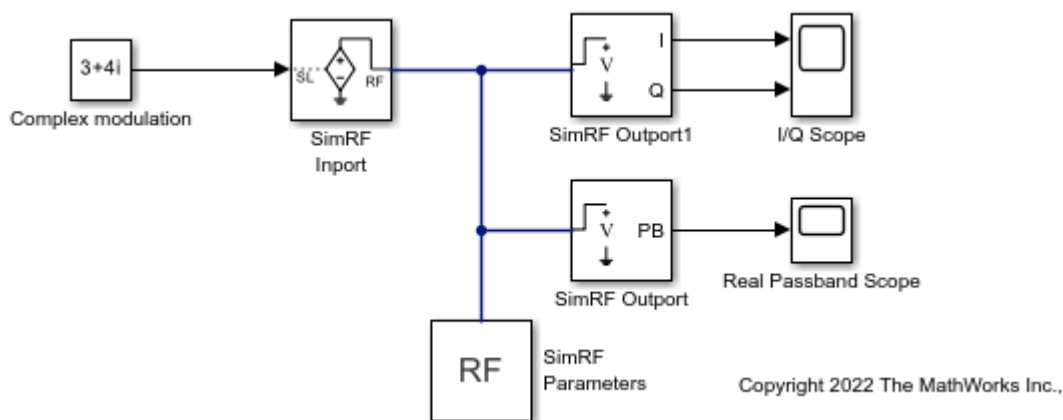 3+4i
Complex modulation
SL
RF
SimRF
Inport
V
I
Q
SimRF Outport1
I/Q Scope
V
PB
SimRF Outport
Real Passband Scope
RF
SimRF
Parameters
Copyright 2022 The MathWorks Inc.,